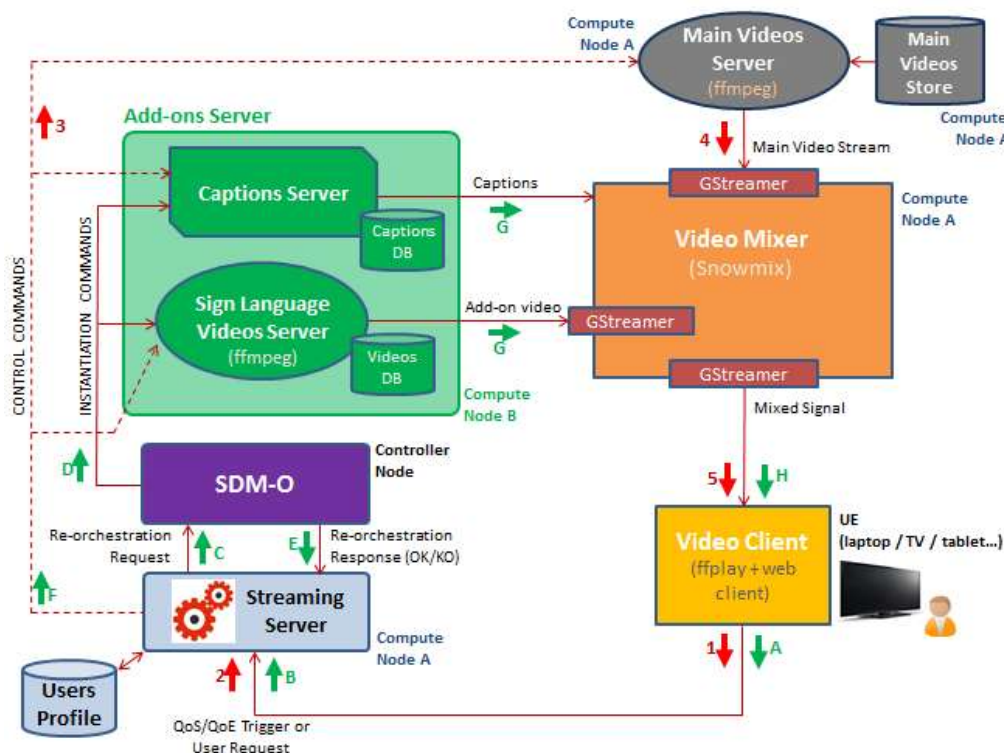 Compute
Node A
Main Videos
Server
(ffmpeg)
Main
Videos
Store
Compute
Node A
3
Add-ons Server
4
Main Video Stream
Captions Server
Captions
DB
Captions
G
GStreamer
Compute
Node A
Video Mixer
(Snowmix)
CONTROL COMMANDS
INSTANTIATION COMMANDS
Sign Language
Videos Server
(ffmpeg)
Videos
DB
Add-on video
G
GStreamer
GStreamer
Compute
Node B
Mixed Signal
D
SDM-O
Controller
Node
5
H
Re-orchestration
Request
C
E
Re-orchestration
Response (OK/KO)
Video Client
(ffplay + web
client)
UE
(laptop / TV / tablet...)
F
Streaming
Server
Compute
Node A
1
A
2
B
Users
Profile
QoS/QoE Trigger or
User Request